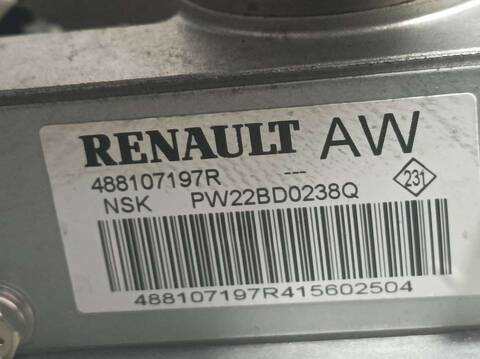 RENAULT AW
488107197R ---
NSK PW22BD0238Q 231
488107197R415602504